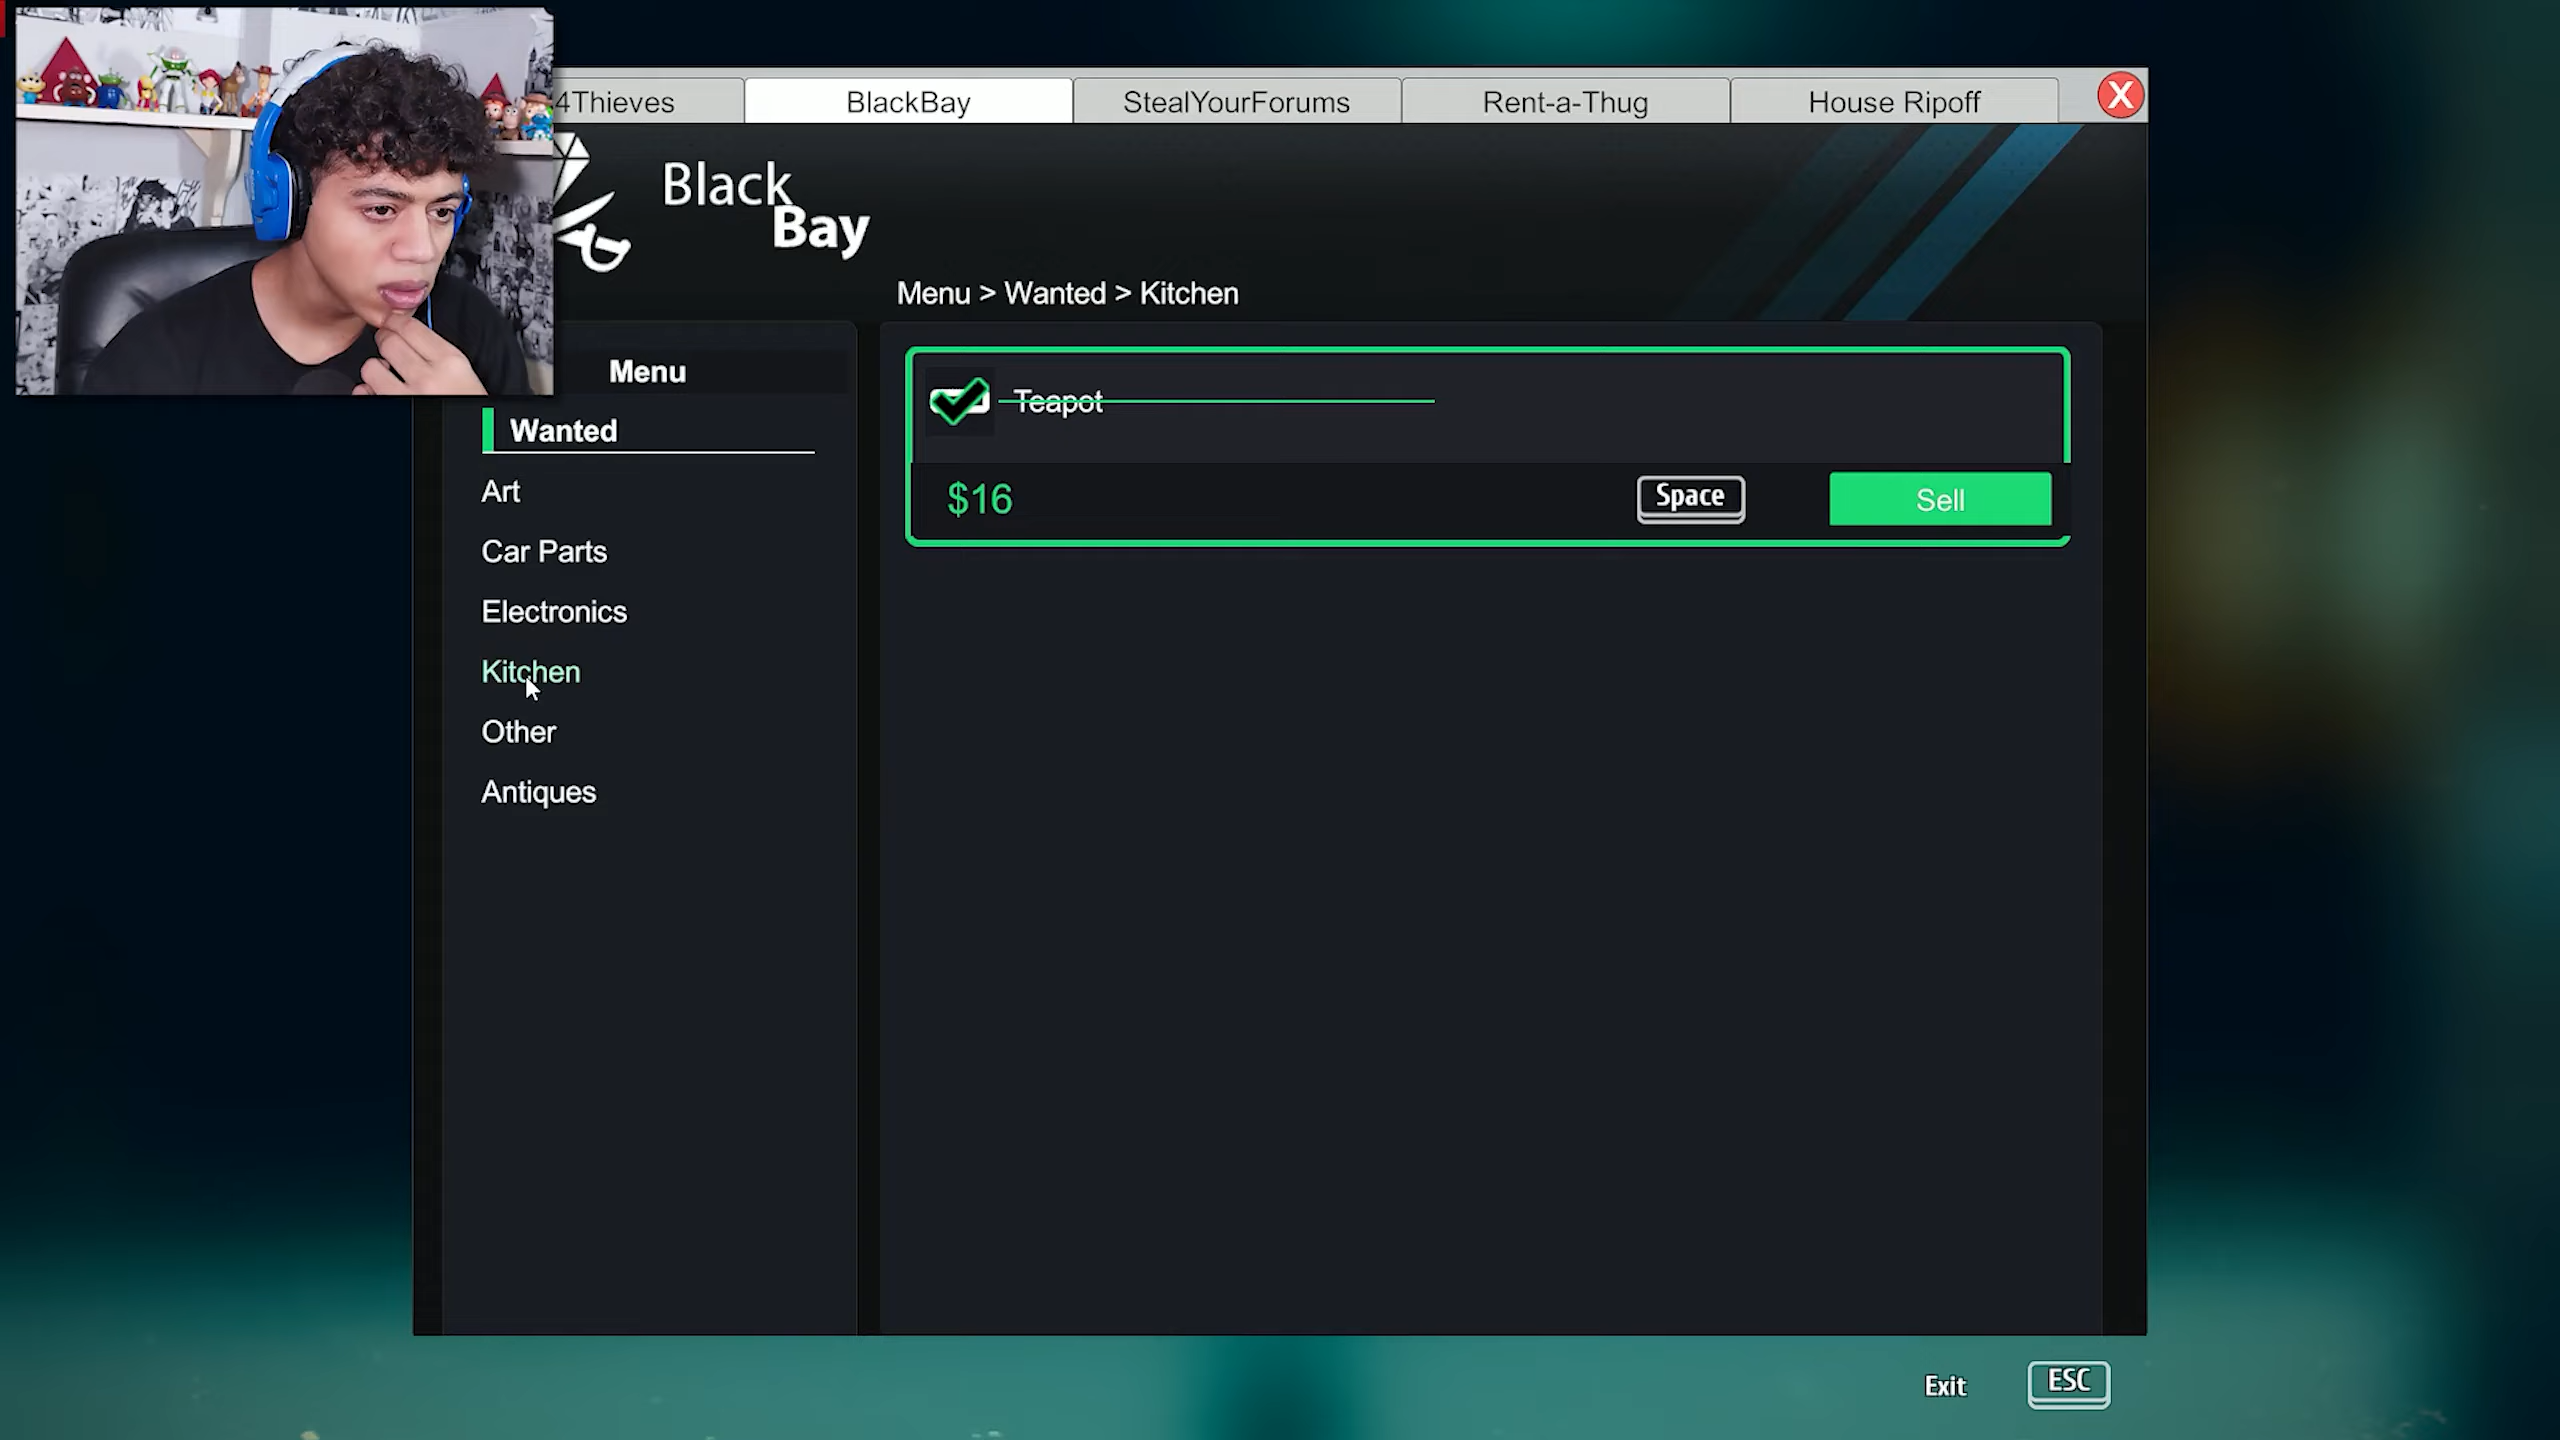 4Thieves
BlackBay
StealYourForums
Rent-a-Thug
House Ripoff
X
Black
Bay
Menu > Wanted > Kitchen
Menu
Wanted
Art
Car Parts
Electronics
Kitchen
Other
Antiques
Teapot
$16
Space
Sell
Exit
ESC